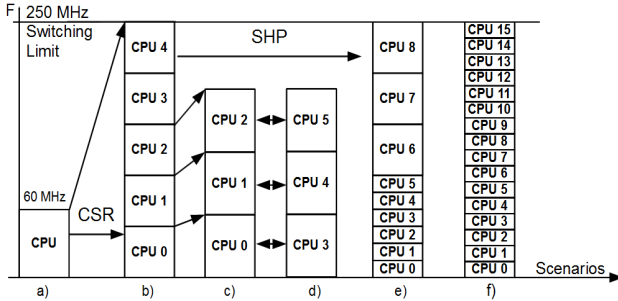 F
250 MHz
Switching
Limit
60 MHz
CPU
CSR
CPU 4
CPU 3
CPU 2
CPU 1
CPU 0
SHP
CPU 2
CPU 1
CPU 0
CPU 5
CPU 4
CPU 3
CPU 8
CPU 7
CPU 6
CPU 5
CPU 4
CPU 3
CPU 2
CPU 1
CPU 0
CPU 15
CPU 14
CPU 13
CPU 12
CPU 11
CPU 10
CPU 9
CPU 8
CPU 7
CPU 6
CPU 5
CPU 4
CPU 3
CPU 2
CPU 1
CPU 0
Scenarios
a) b) c) d) e) f)